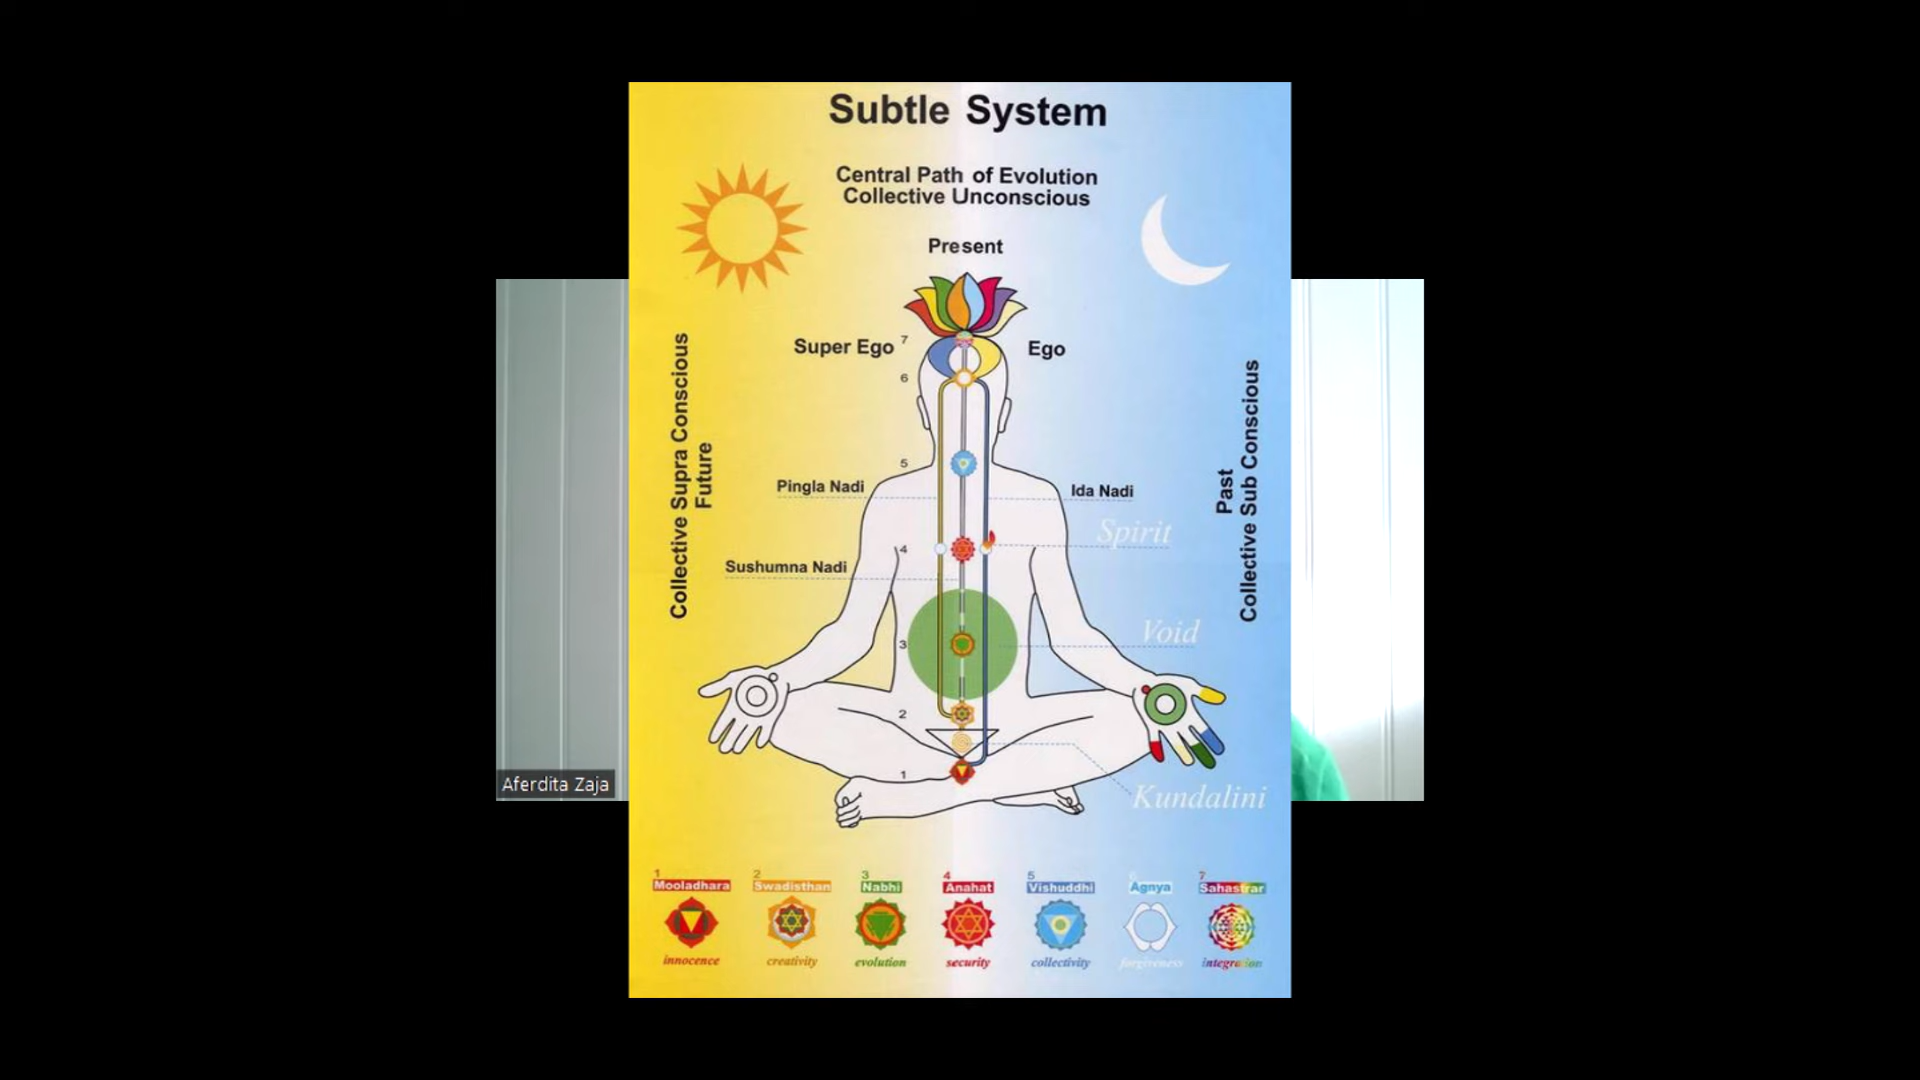 Subtle System
Central Path of Evolution
Collective Unconscious
Present
Super Ego
7
Ego
6
Collective Supra Conscious
Future
Past
Collective Sub Conscious
5
Pingla Nadi
Ida Nadi
Spirit
4
Sushumna Nadi
Void
3
2
1
Kundalini
Aferdita Zaja
1 2 3 4 5 6 7
Mooladhara Swadisthan Nabhi Anahat Vishuddhi Agnya Sahastrar
innocence creativity evolution security collectivity forgiveness integration